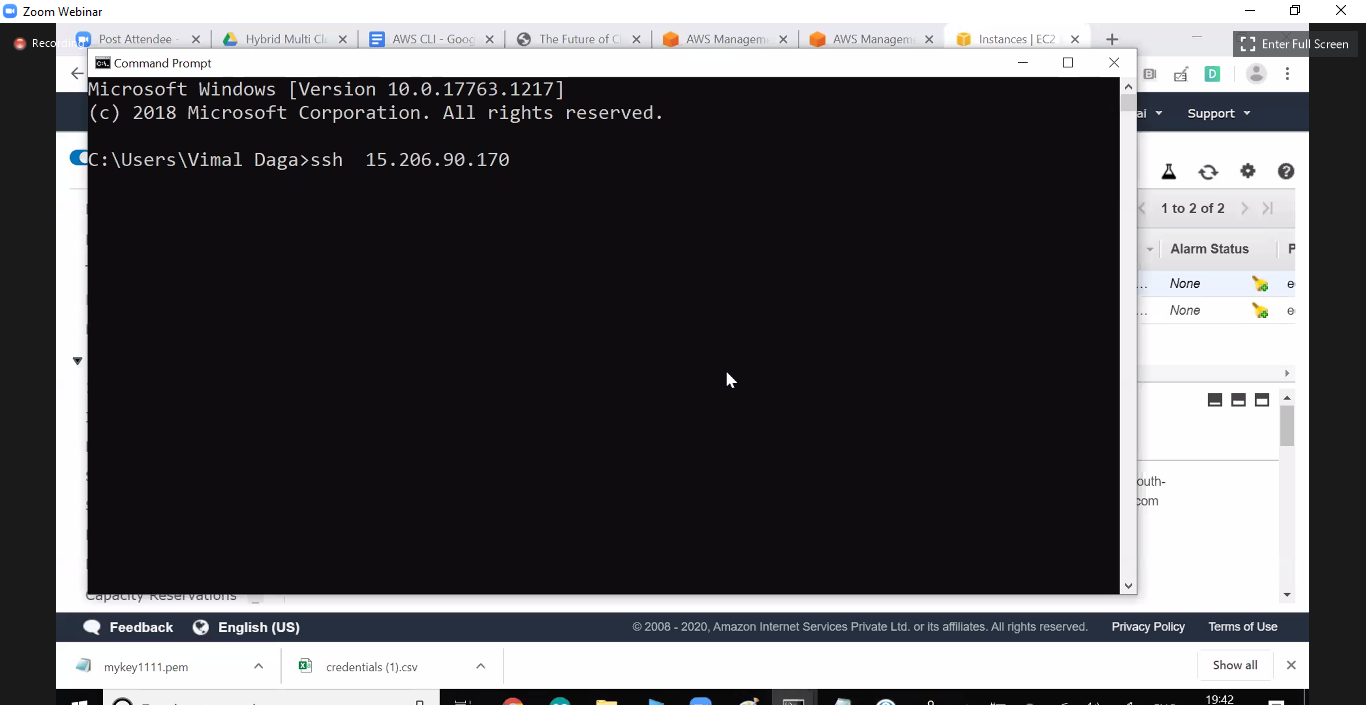 Zoom Webinar
Recording
Post Attendee -
Hybrid Multi Cl
AWS CLI - Goog
The Future of C
AWS Managem
AWS Managem
Instances | EC2
Enter Full Screen
Command Prompt
Microsoft Windows [Version 10.0.17763.1217]
(c) 2018 Microsoft Corporation. All rights reserved.
ai
Support
C:\Users\Vimal Daga>ssh  15.206.90.170
1 to 2 of 2
Alarm Status
None
None
outh-
com
Capacity Reservations
Feedback
English (US)
© 2008 - 2020, Amazon Internet Services Private Ltd. or its affiliates. All rights reserved.
Privacy Policy
Terms of Use
mykey1111.pem
credentials (1).csv
Show all
19:42